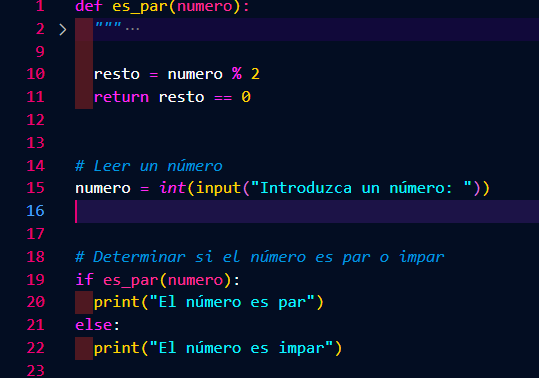 1 def es_par(numero):
2 """...
9
10 resto = numero % 2
11 return resto == 0
12
13
14 # Leer un número
15 numero = int(input("Introduzca un número: "))
16
17
18 # Determinar si el número es par o impar
19 if es_par(numero):
20 print("El número es par")
21 else:
22 print("El número es impar")
23